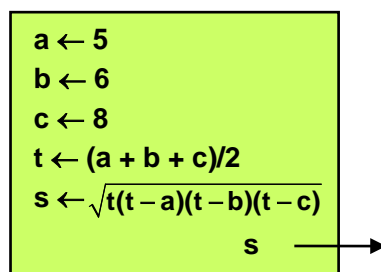 a ← 5
b ← 6
c ← 8
t ← (a + b + c)/2
s ← √t(t – a)(t – b)(t – c)
s